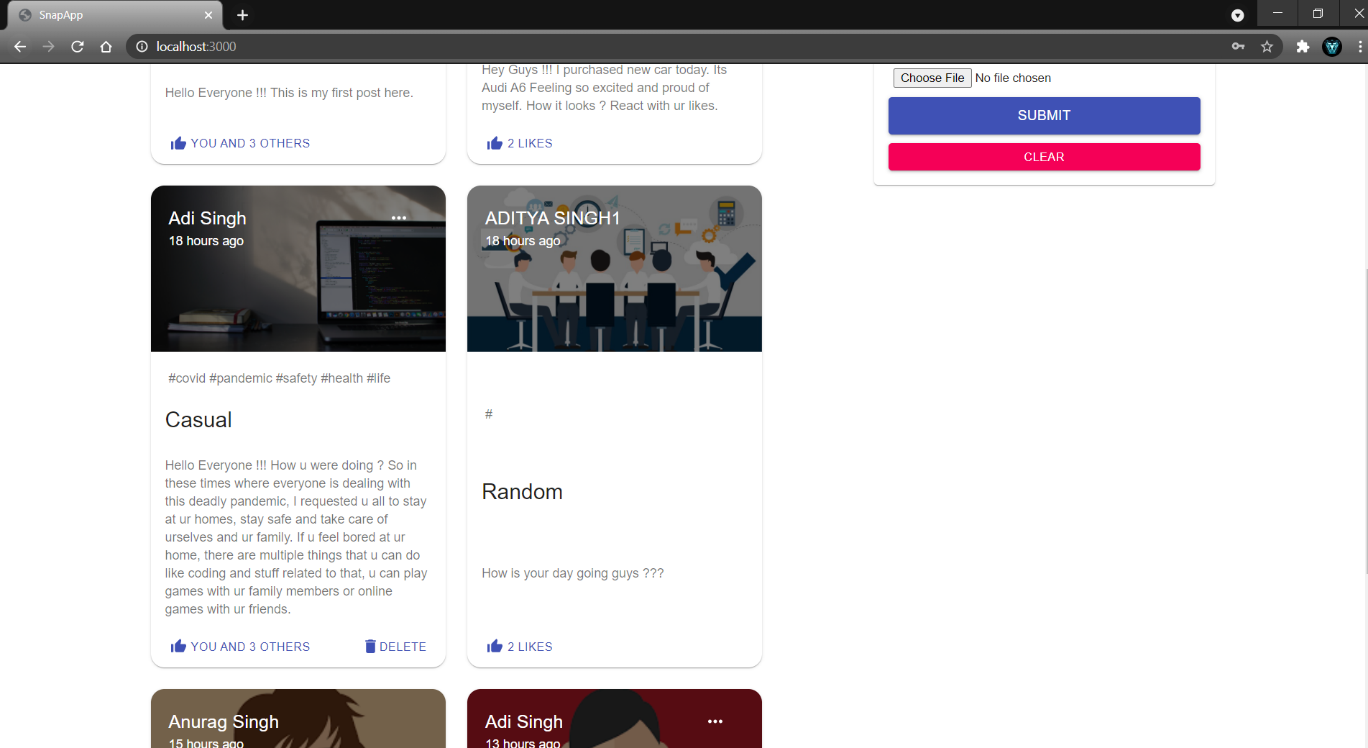 SnapApp
localhost:3000
Hello Everyone !!! This is my first post here.
YOU AND 3 OTHERS
Hey Guys !!! I purchased new car today. Its
Audi A6 Feeling so excited and proud of
myself. How it looks ? React with ur likes.
2 LIKES
Choose File No file chosen
SUBMIT
CLEAR
Adi Singh
18 hours ago
#covid #pandemic #safety #health #life
Casual
Hello Everyone !!! How u were doing ? So in
these times where everyone is dealing with
this deadly pandemic, I requested u all to stay
at ur homes, stay safe and take care of
urselves and ur family. If u feel bored at ur
home, there are multiple things that u can do
like coding and stuff related to that, u can play
games with ur family members or online
games with ur friends.
YOU AND 3 OTHERS
DELETE
ADITYA SINGH1
18 hours ago
#
Random
How is your day going guys ???
2 LIKES
Anurag Singh
15 hours ago
Adi Singh
13 hours ago